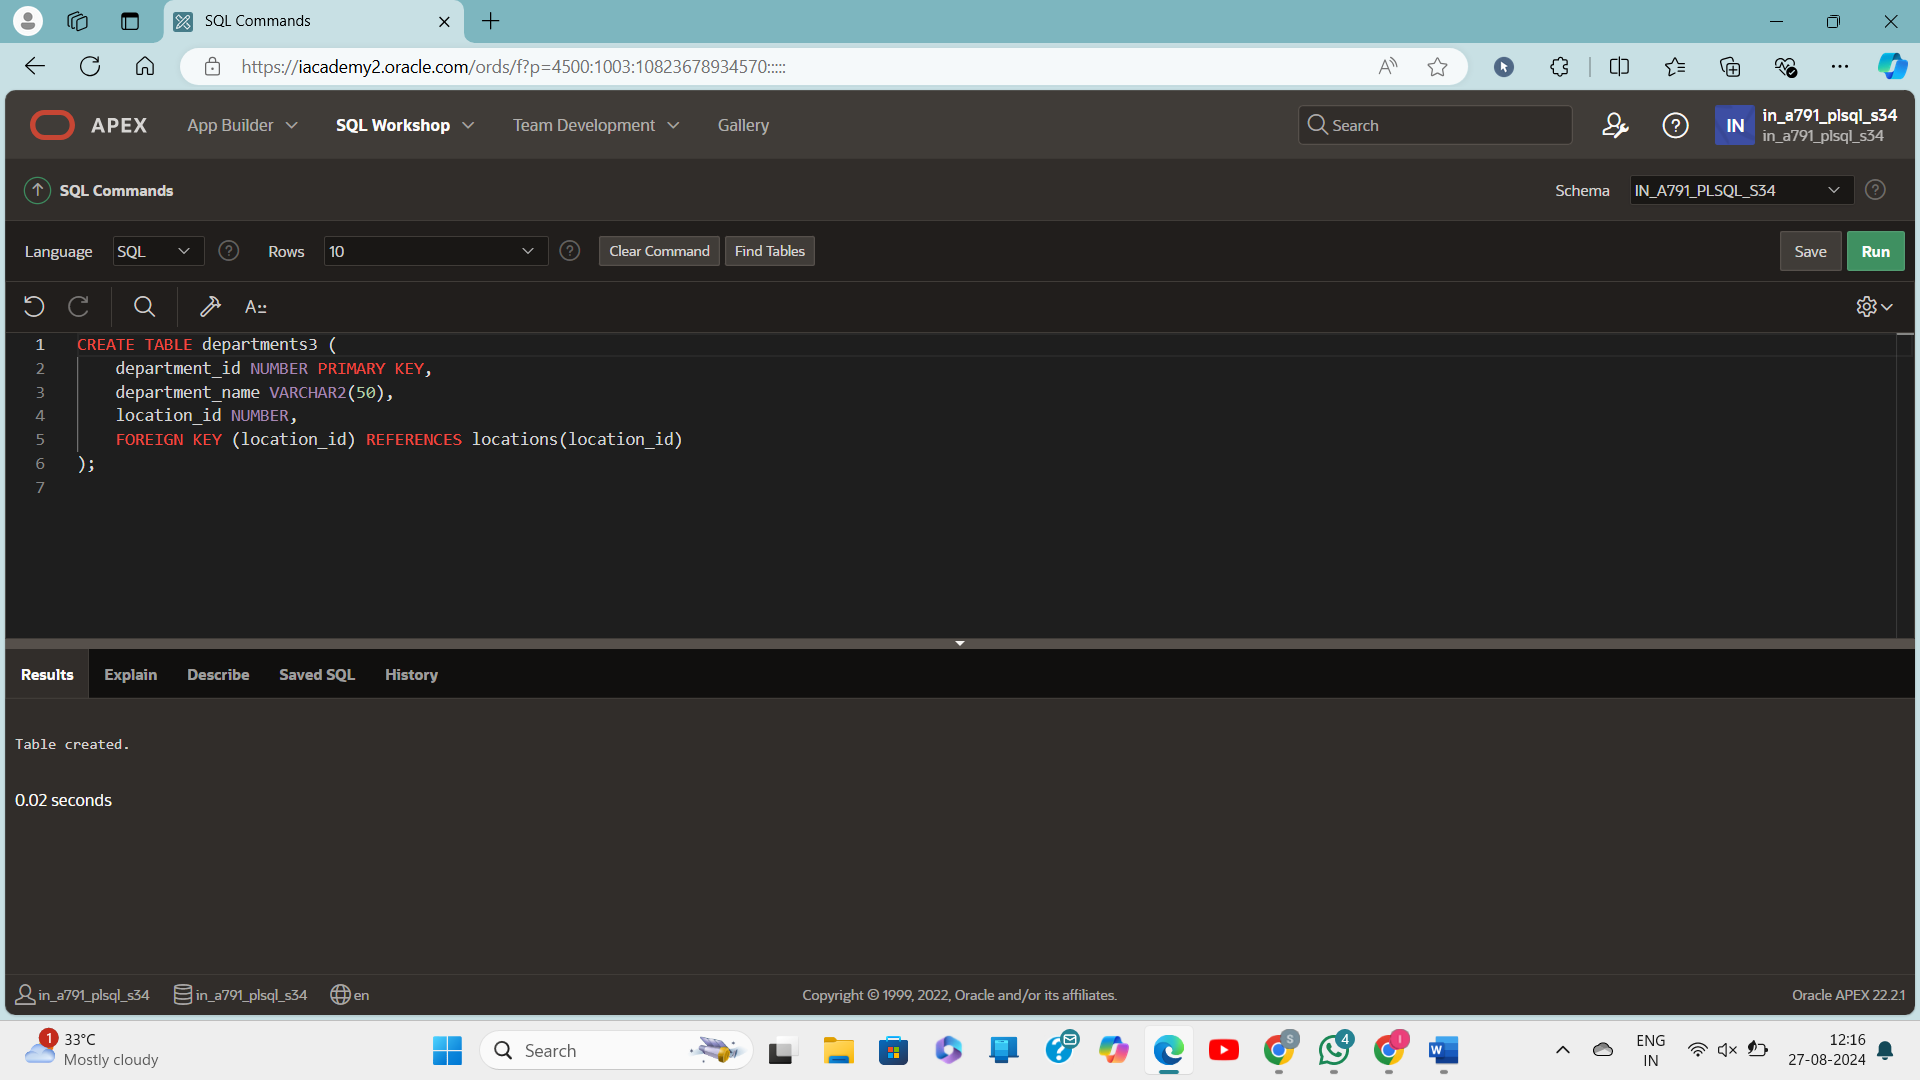 SQL Commands
https://iacademy2.oracle.com/ords/f?p=4500:1003:10823678934570:::::
APEX
App Builder
SQL Workshop
Team Development
Gallery
Search
IN
in_a791_plsql_s34
in_a791_plsql_s34
SQL Commands
Schema
IN_A791_PLSQL_S34
Language
SQL
Rows
10
Clear Command
Find Tables
Save
Run
A::
1 CREATE TABLE departments3 (
2 department_id NUMBER PRIMARY KEY,
3 department_name VARCHAR2(50),
4 location_id NUMBER,
5 FOREIGN KEY (location_id) REFERENCES locations(location_id)
6 );
7
Results
Explain
Describe
Saved SQL
History
Table created.
0.02 seconds
in_a791_plsql_s34
in_a791_plsql_s34
en
Copyright © 1999, 2022, Oracle and/or its affiliates.
Oracle APEX 22.2.1
1
33°C
Mostly cloudy
Search
S
4
I
W
ENG
IN
12:16
27-08-2024